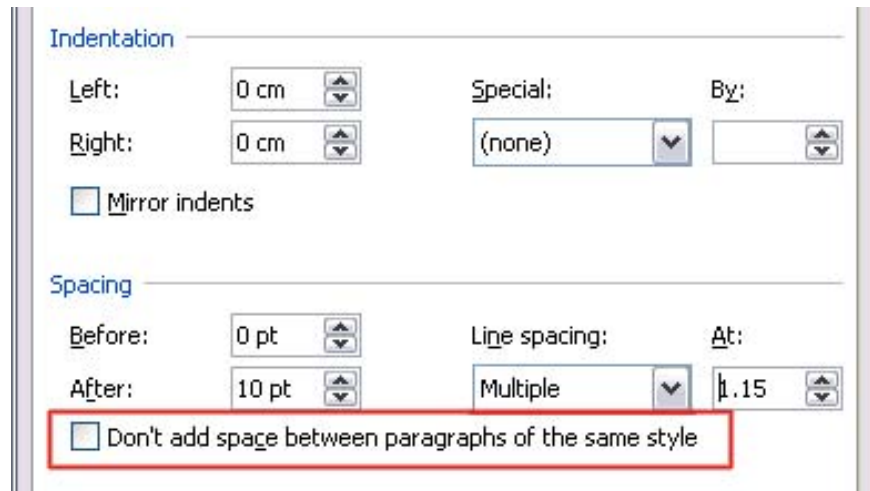 Indentation
Left: 0 cm Special: By:
Right: 0 cm (none)
Mirror indents
Spacing
Before: 0 pt Line spacing: At:
After: 10 pt Multiple 1.15
Don't add space between paragraphs of the same style